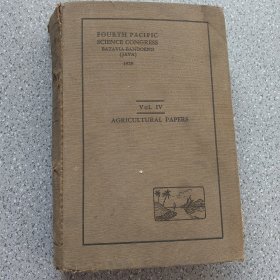 FOURTH PACIFIC
SCIENCE CONGRESS
BATAVIA-BANDOENG
(JAVA)
1929
Vol. IV
AGRICULTURAL PAPERS